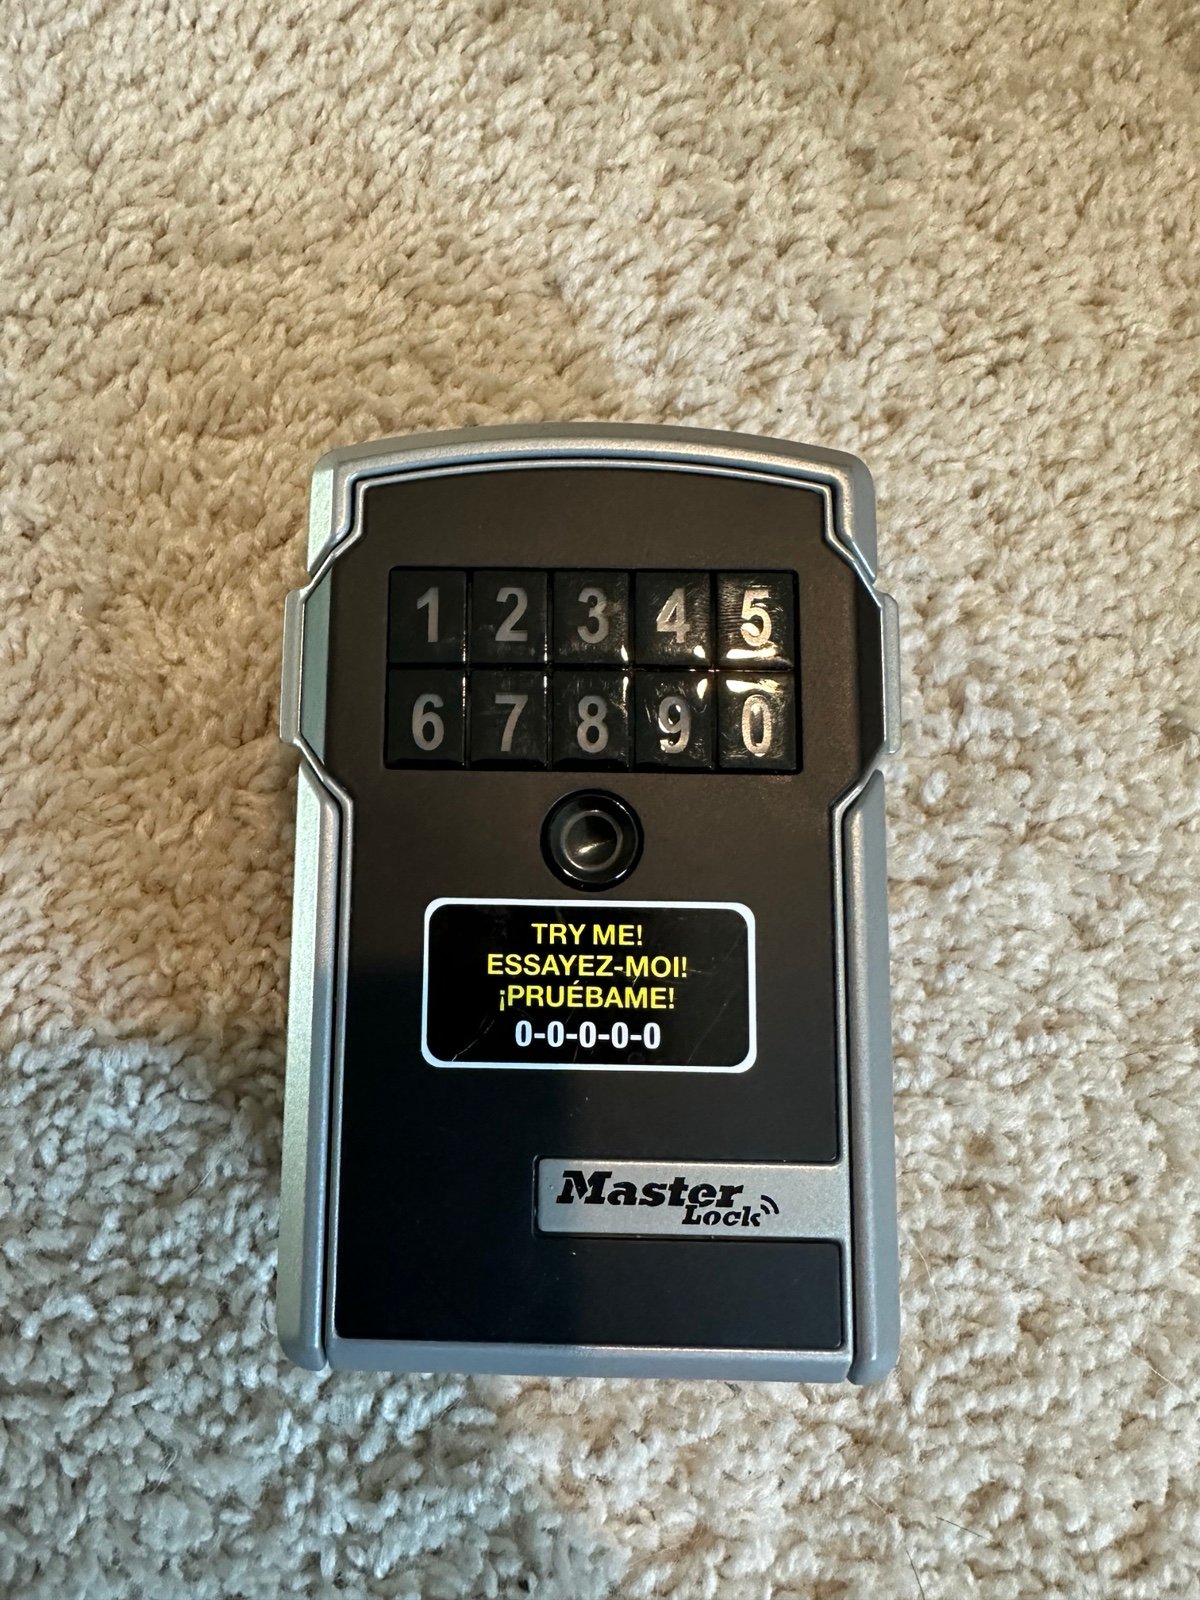 1 2 3 4 5
6 7 8 9 0
TRY ME!
ESSAYEZ-MOI!
¡PRUÉBAME!
0-0-0-0-0
Master
Lock